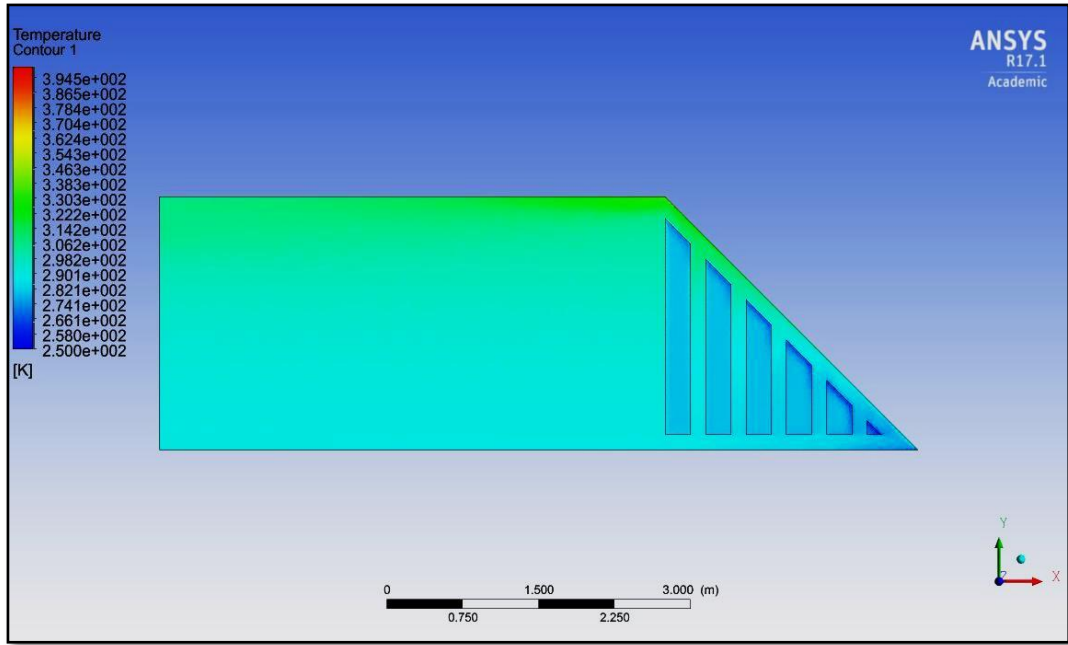 Temperature
Contour 1
3.945e+002
3.865e+002
3.784e+002
3.704e+002
3.624e+002
3.543e+002
3.463e+002
3.383e+002
3.303e+002
3.222e+002
3.142e+002
3.062e+002
2.982e+002
2.901e+002
2.821e+002
2.741e+002
2.661e+002
2.580e+002
2.500e+002
[K]
ANSYS
R17.1
Academic
0 1.500 3.000 (m)
0.750 2.250
Y
Z X